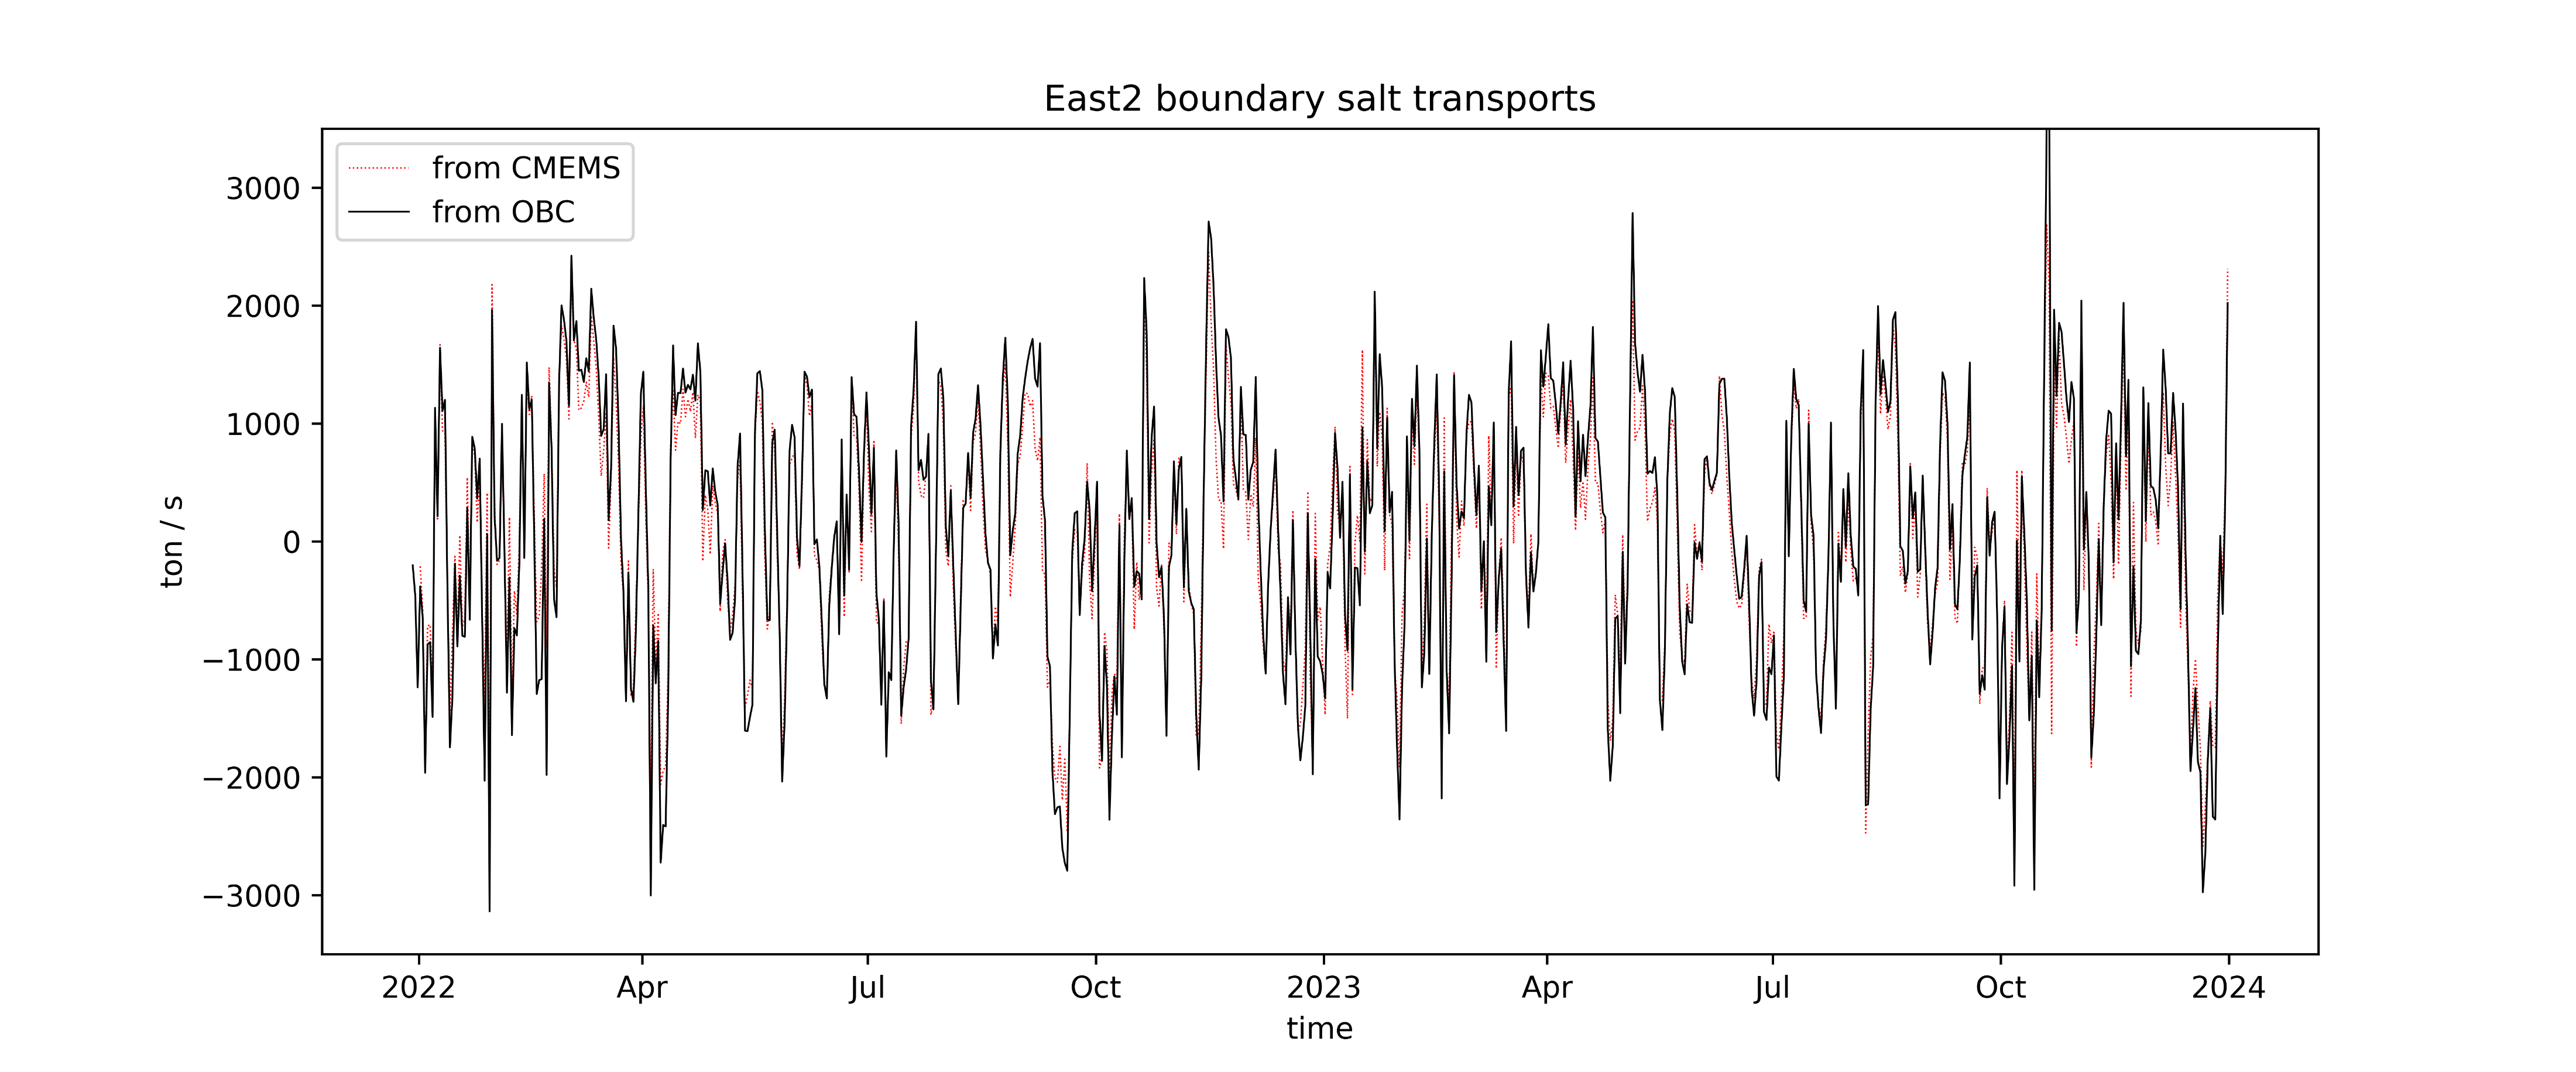 East2 boundary salt transports
from CMEMS
from OBC
3000
2000
1000
0
−1000
−2000
−3000
ton / s
2022
Apr
Jul
Oct
2023
Apr
Jul
Oct
2024
time